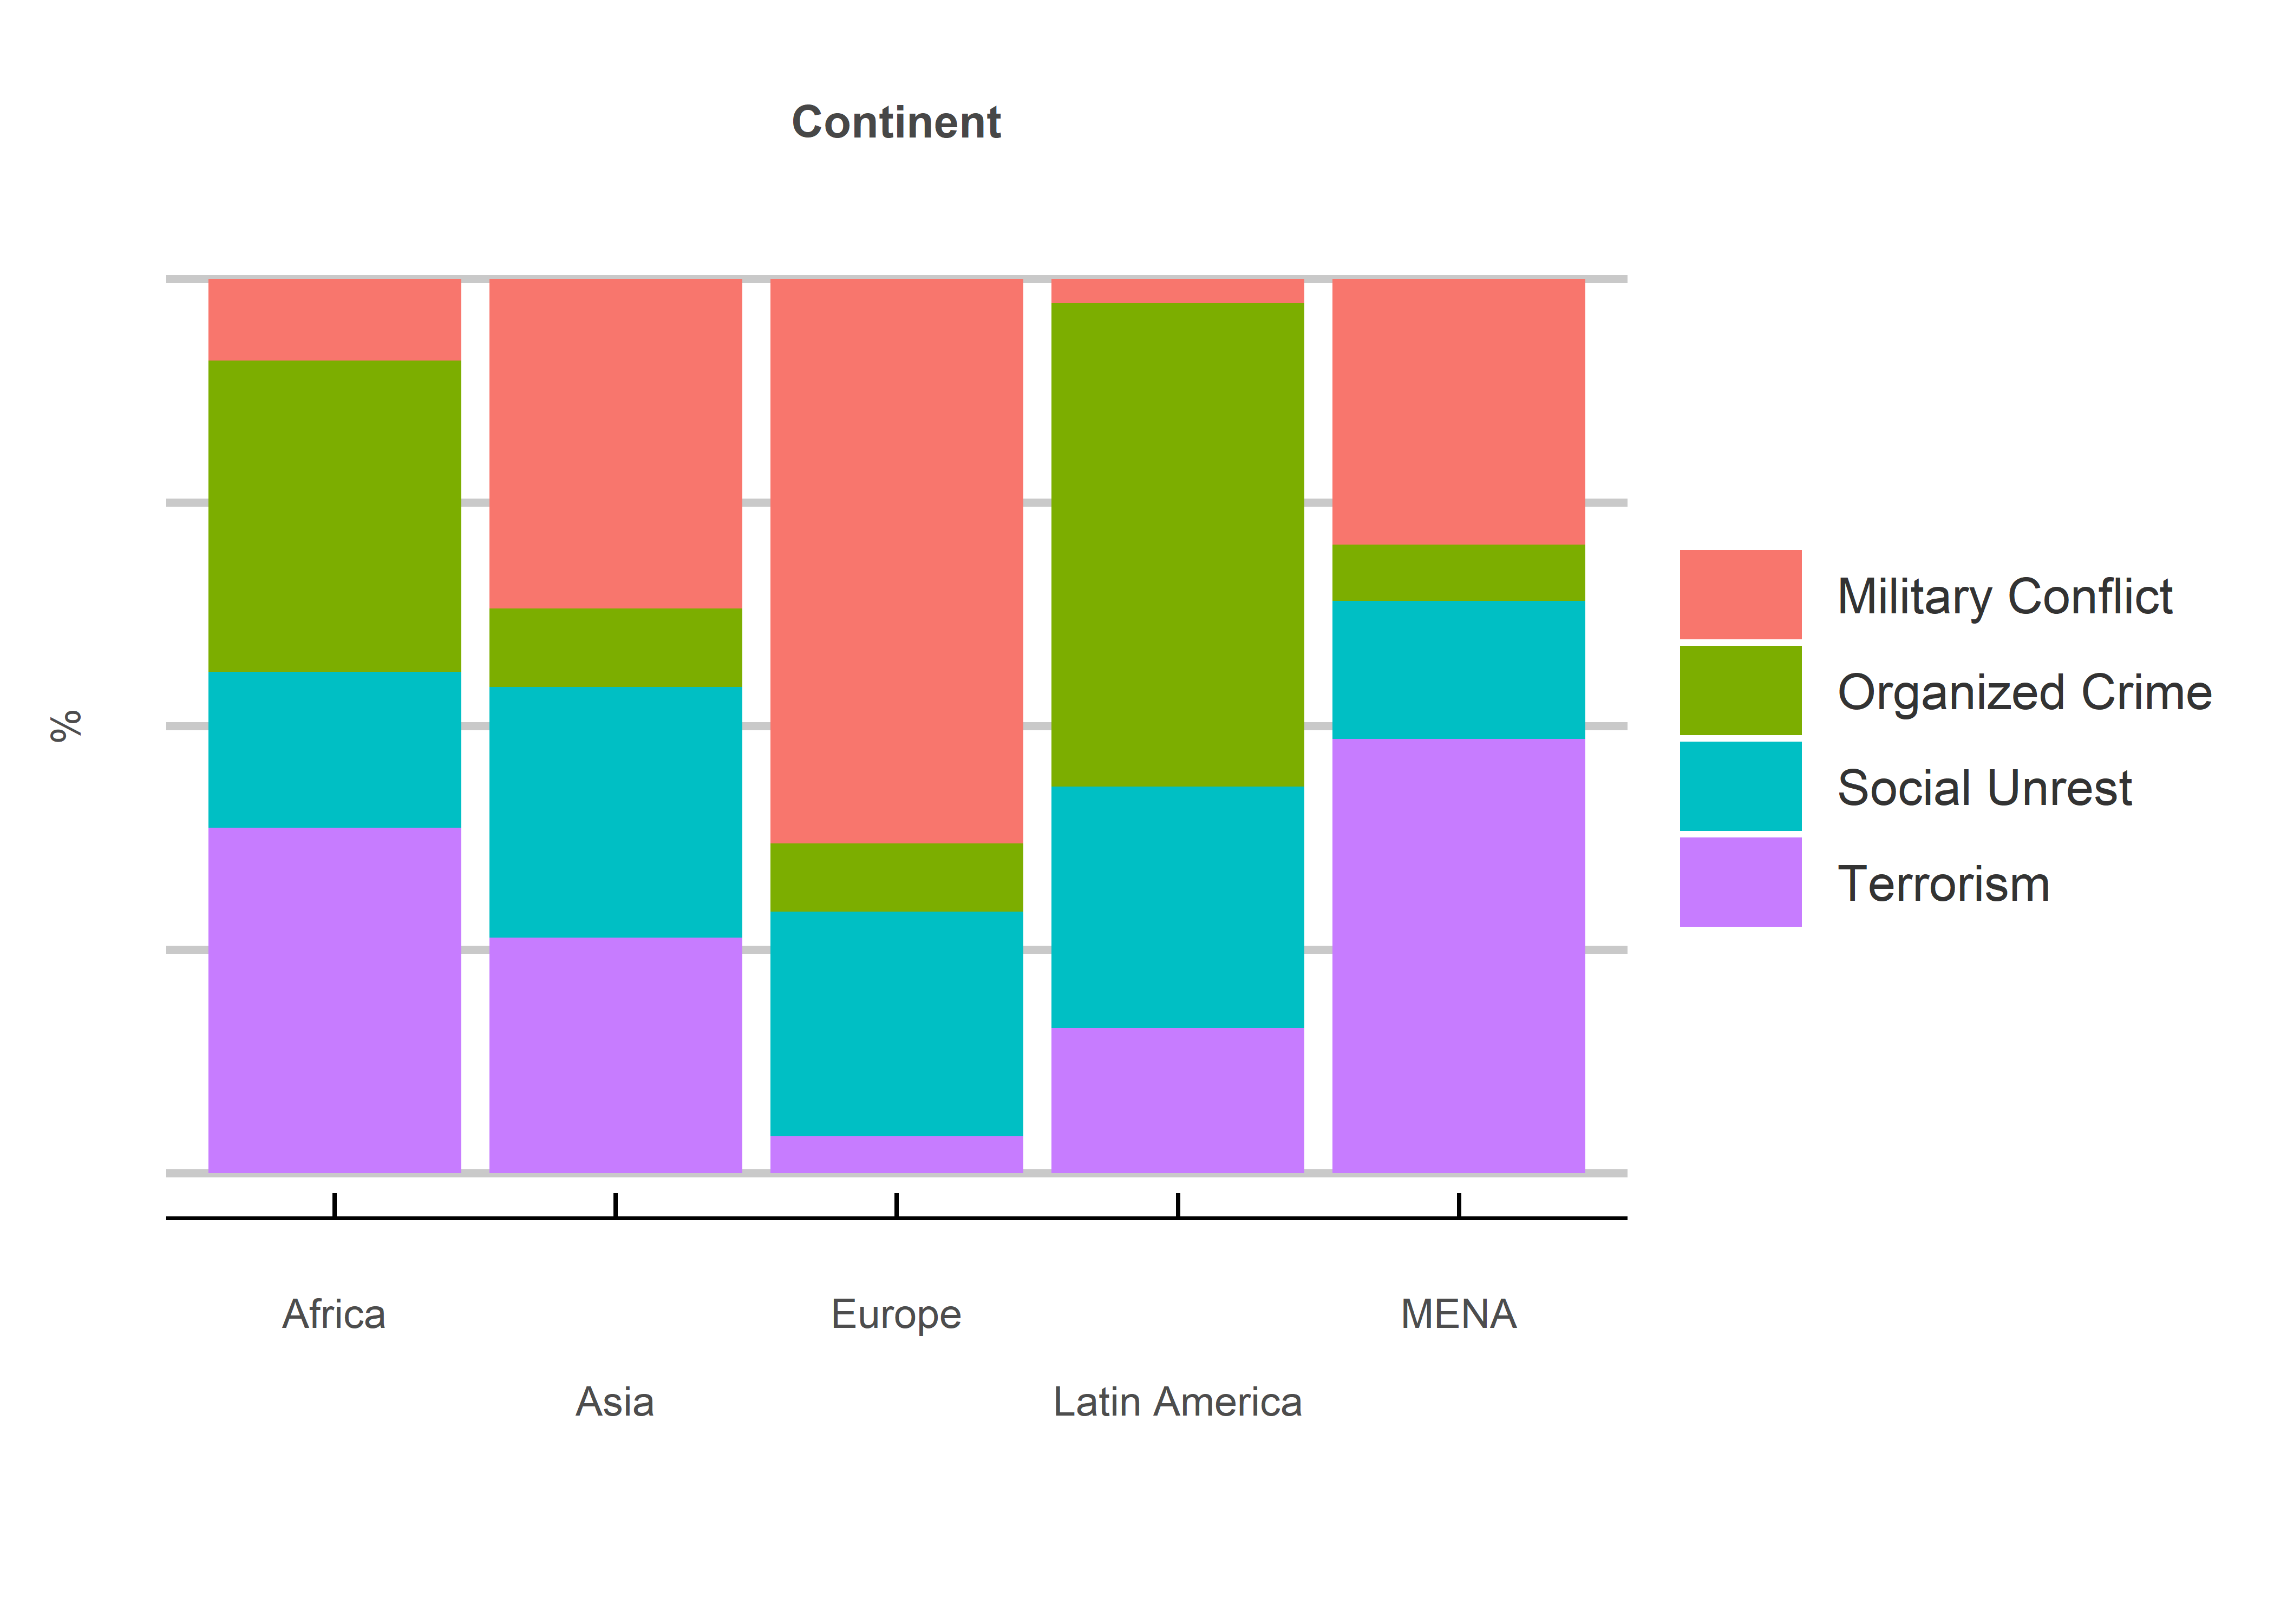 Continent
%
Military Conflict
Organized Crime
Social Unrest
Terrorism
Africa
Europe
MENA
Asia
Latin America